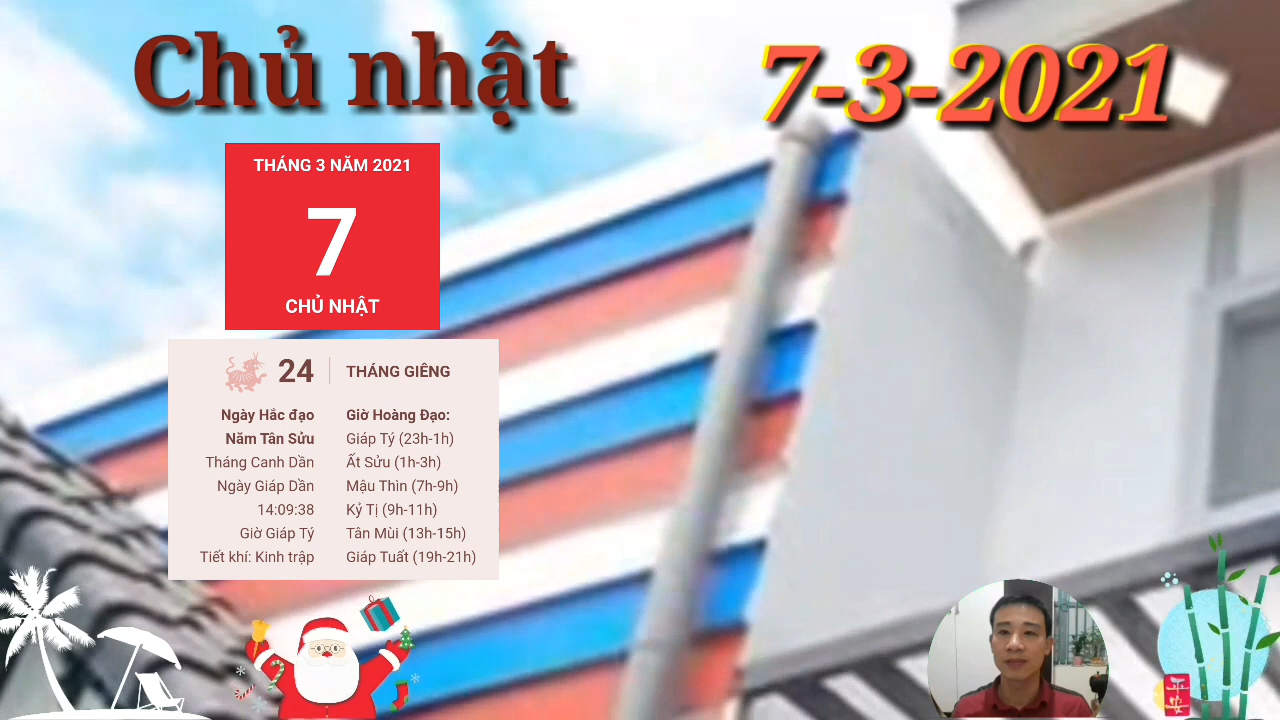 Chủ nhật
7-3-2021
THÁNG 3 NĂM 2021
7
CHỦ NHẬT
24
THÁNG GIÊNG
Ngày Hắc đạo
Năm Tân Sửu
Tháng Canh Dần
Ngày Giáp Dần
14:09:38
Giờ Giáp Tý
Tiết khí: Kinh trập
Giờ Hoàng Đạo:
Giáp Tý (23h-1h)
Ất Sửu (1h-3h)
Mậu Thìn (7h-9h)
Kỷ Tị (9h-11h)
Tân Mùi (13h-15h)
Giáp Tuất (19h-21h)
平安